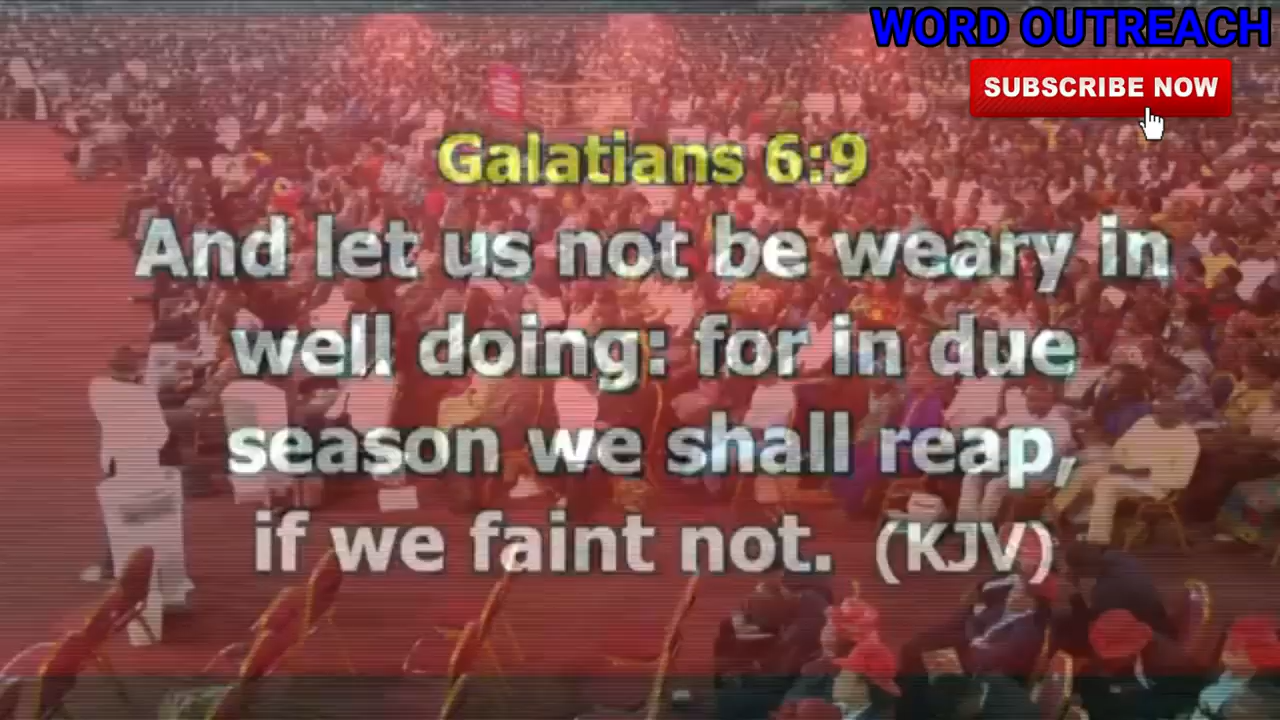 WORD OUTREACH
SUBSCRIBE NOW
Galatians 6:9
And let us not be weary in
well doing: for in due
season we shall reap,
if we faint not. (KJV)